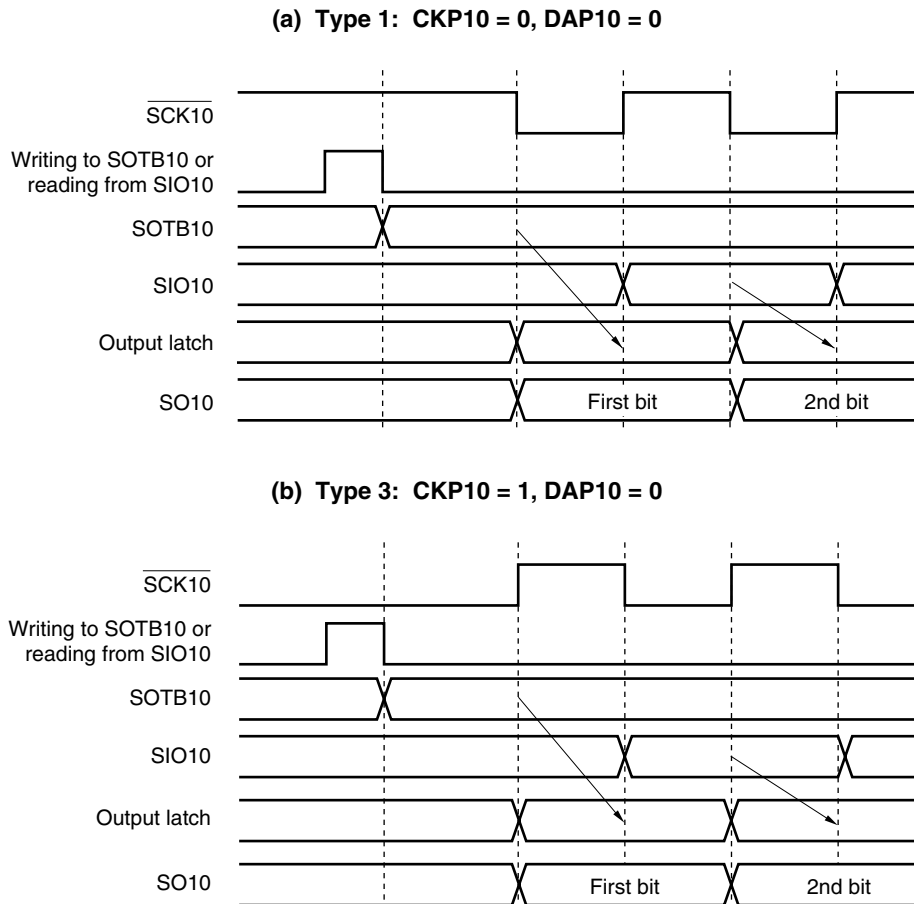 (a) Type 1: CKP10 = 0, DAP10 = 0
SCK10
Writing to SOTB10 or
reading from SIO10
SOTB10
SIO10
Output latch
SO10
First bit
2nd bit
(b) Type 3: CKP10 = 1, DAP10 = 0
SCK10
Writing to SOTB10 or
reading from SIO10
SOTB10
SIO10
Output latch
SO10
First bit
2nd bit